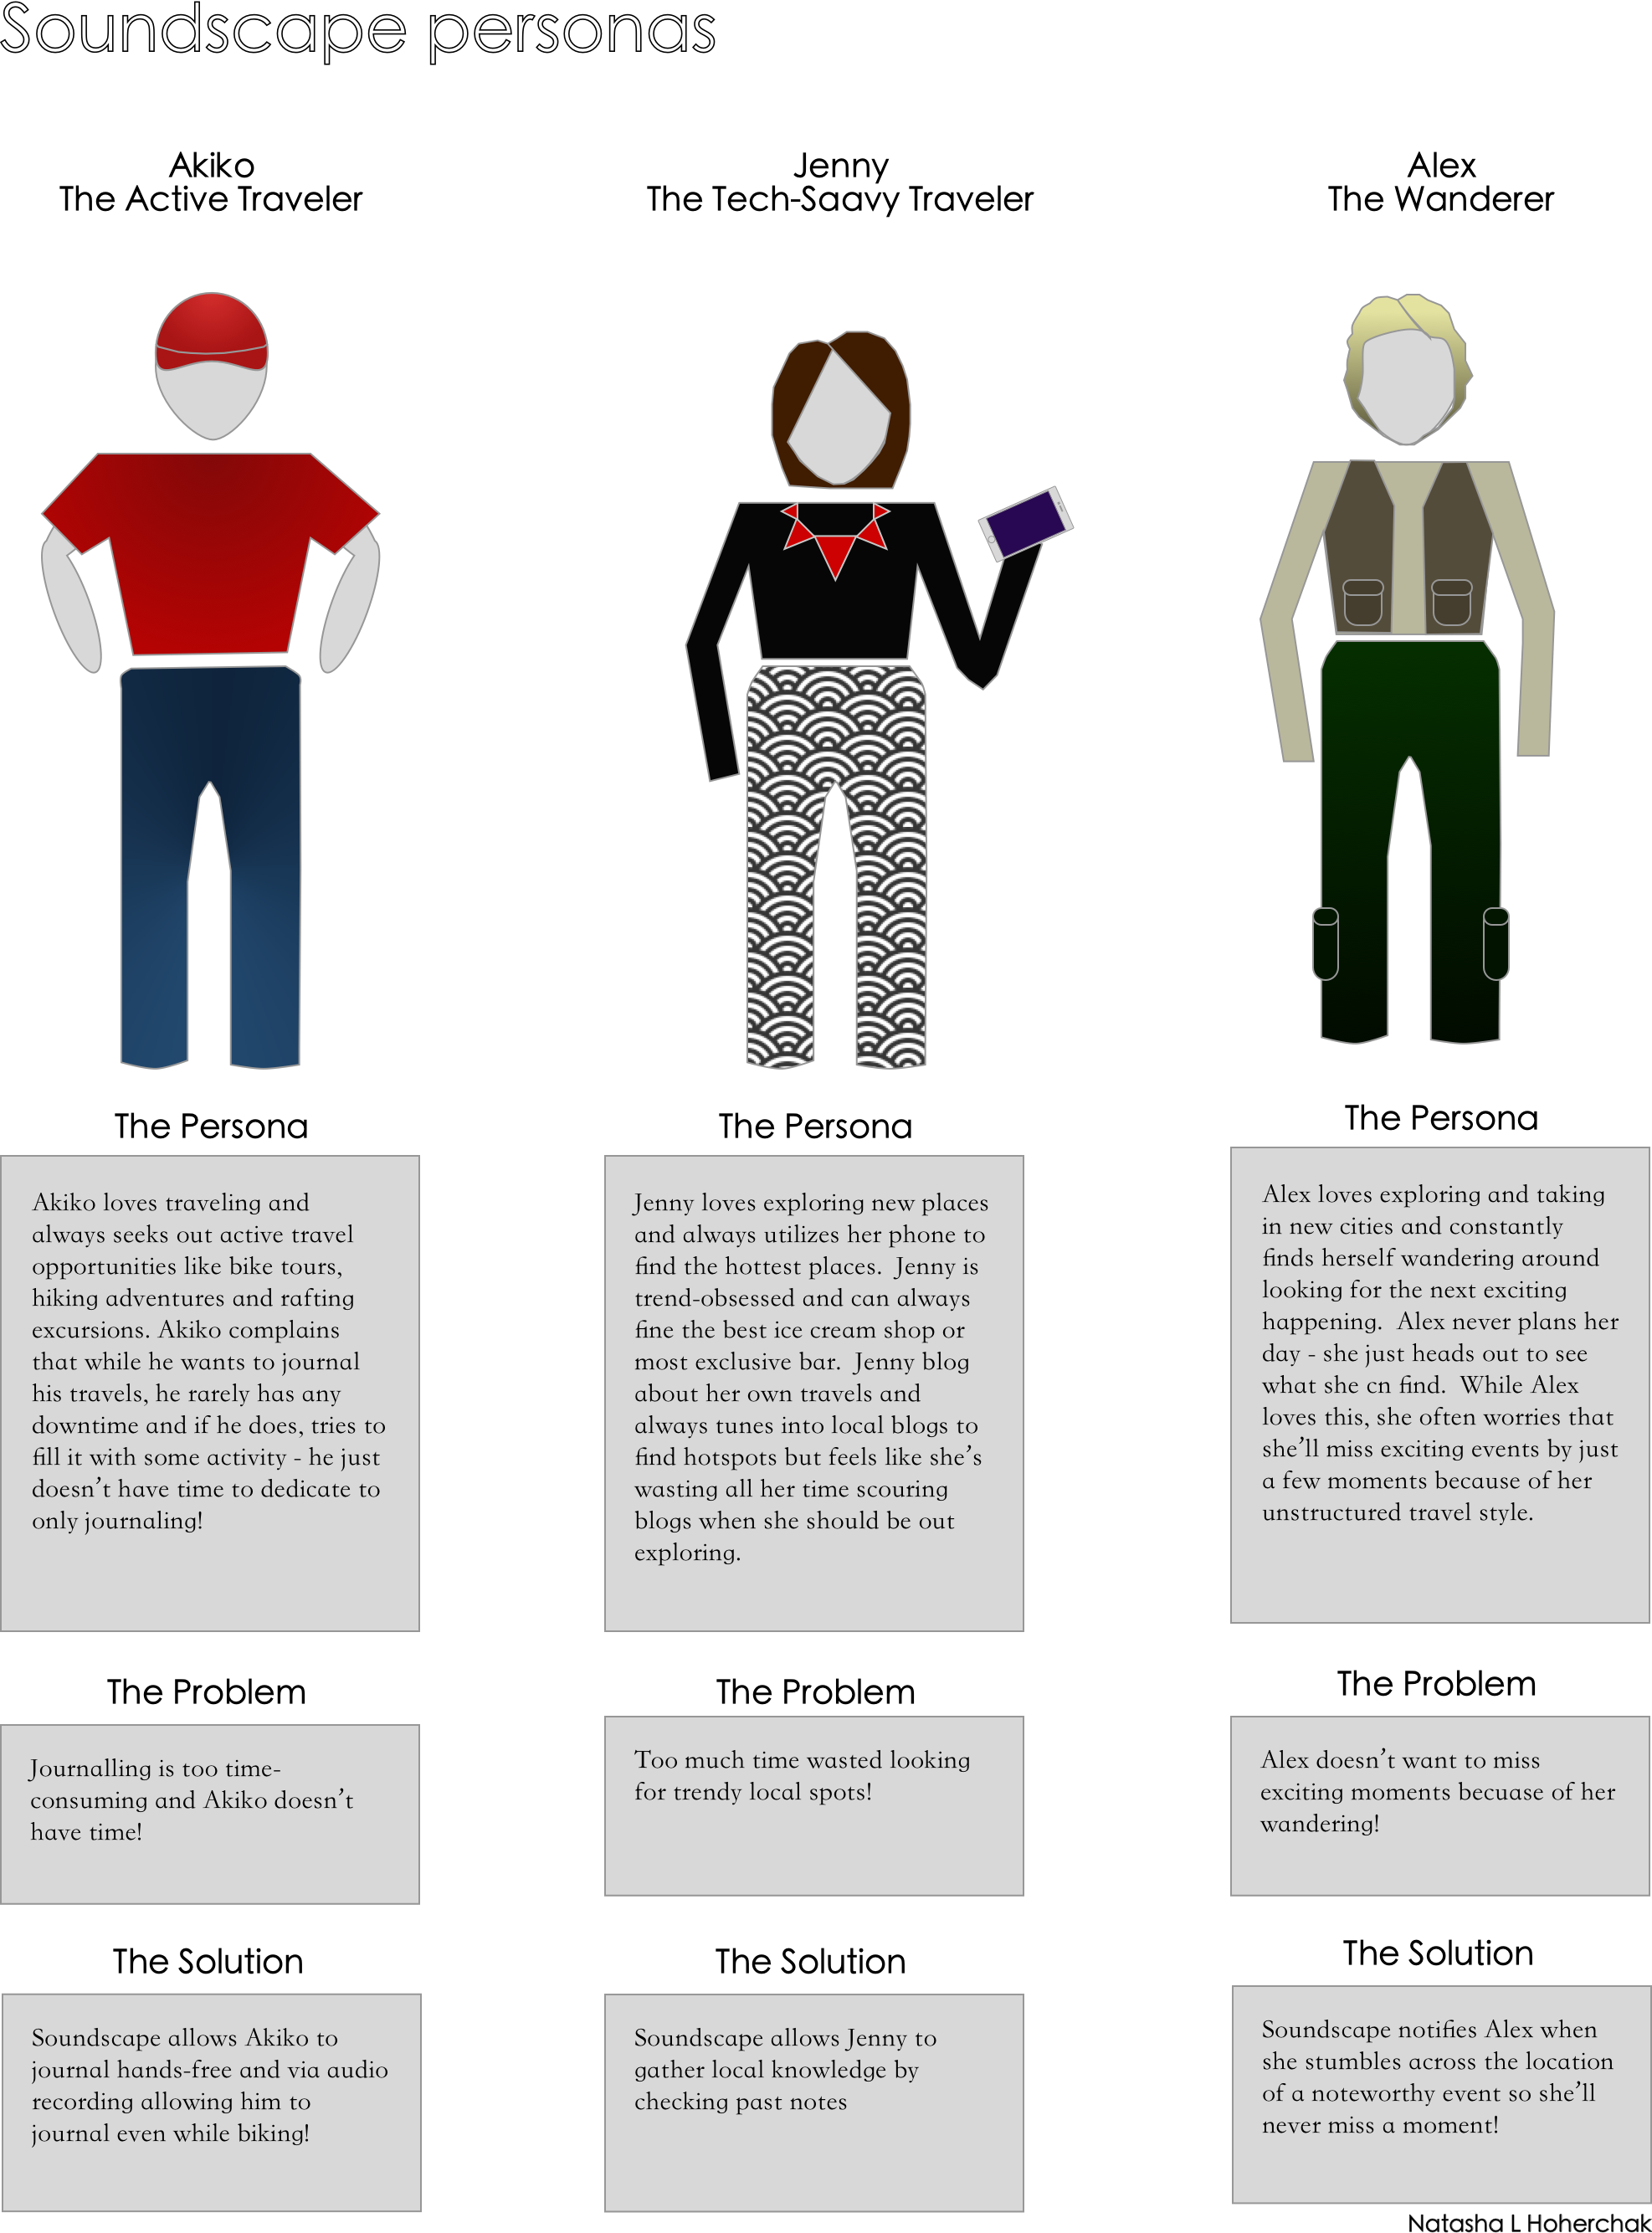 Soundscape personas
Akiko
The Active Traveler
Jenny
The Tech-Saavy Traveler
Alex
The Wanderer
The Persona
Akiko loves traveling and
always seeks out active travel
opportunities like bike tours,
hiking adventures and rafting
excursions. Akiko complains
that while he wants to journal
his travels, he rarely has any
downtime and if he does, tries to
fill it with some activity - he just
doesn't have time to dedicate to
only journaling!
The Persona
Jenny loves exploring new places
and always utilizes her phone to
find the hottest places.  Jenny is
trend-obsessed and can always
fine the best ice cream shop or
most exclusive bar.  Jenny blog
about her own travels and
always tunes into local blogs to
find hotspots but feels like she's
wasting all her time scouring
blogs when she should be out
exploring.
The Persona
Alex loves exploring and taking
in new cities and constantly
finds herself wandering around
looking for the next exciting
happening.  Alex never plans her
day - she just heads out to see
what she cn find.  While Alex
loves this, she often worries that
she'll miss exciting events by just
a few moments because of her
unstructured travel style.
The Problem
Journalling is too time-
consuming and Akiko doesn't
have time!
The Problem
Too much time wasted looking
for trendy local spots!
The Problem
Alex doesn't want to miss
exciting moments becuase of her
wandering!
The Solution
Soundscape allows Akiko to
journal hands-free and via audio
recording allowing him to
journal even while biking!
The Solution
Soundscape allows Jenny to
gather local knowledge by
checking past notes
The Solution
Soundscape notifies Alex when
she stumbles across the location
of a noteworthy event so she'll
never miss a moment!
Natasha L Hoherchak